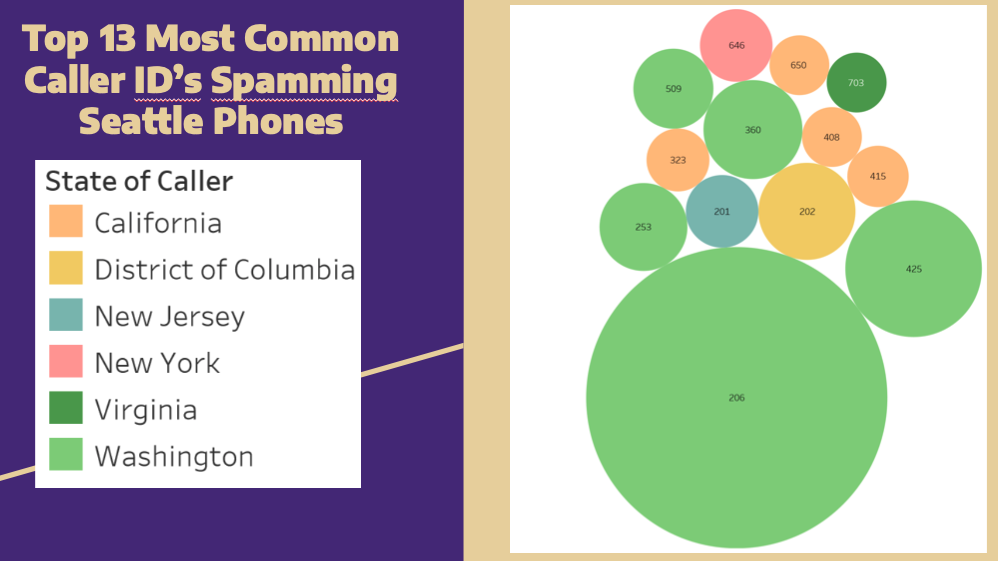 Top 13 Most Common
Caller ID’s Spamming
Seattle Phones
State of Caller
California
District of Columbia
New Jersey
New York
Virginia
Washington
646
650
703
509
360
408
323
415
201
202
253
425
206